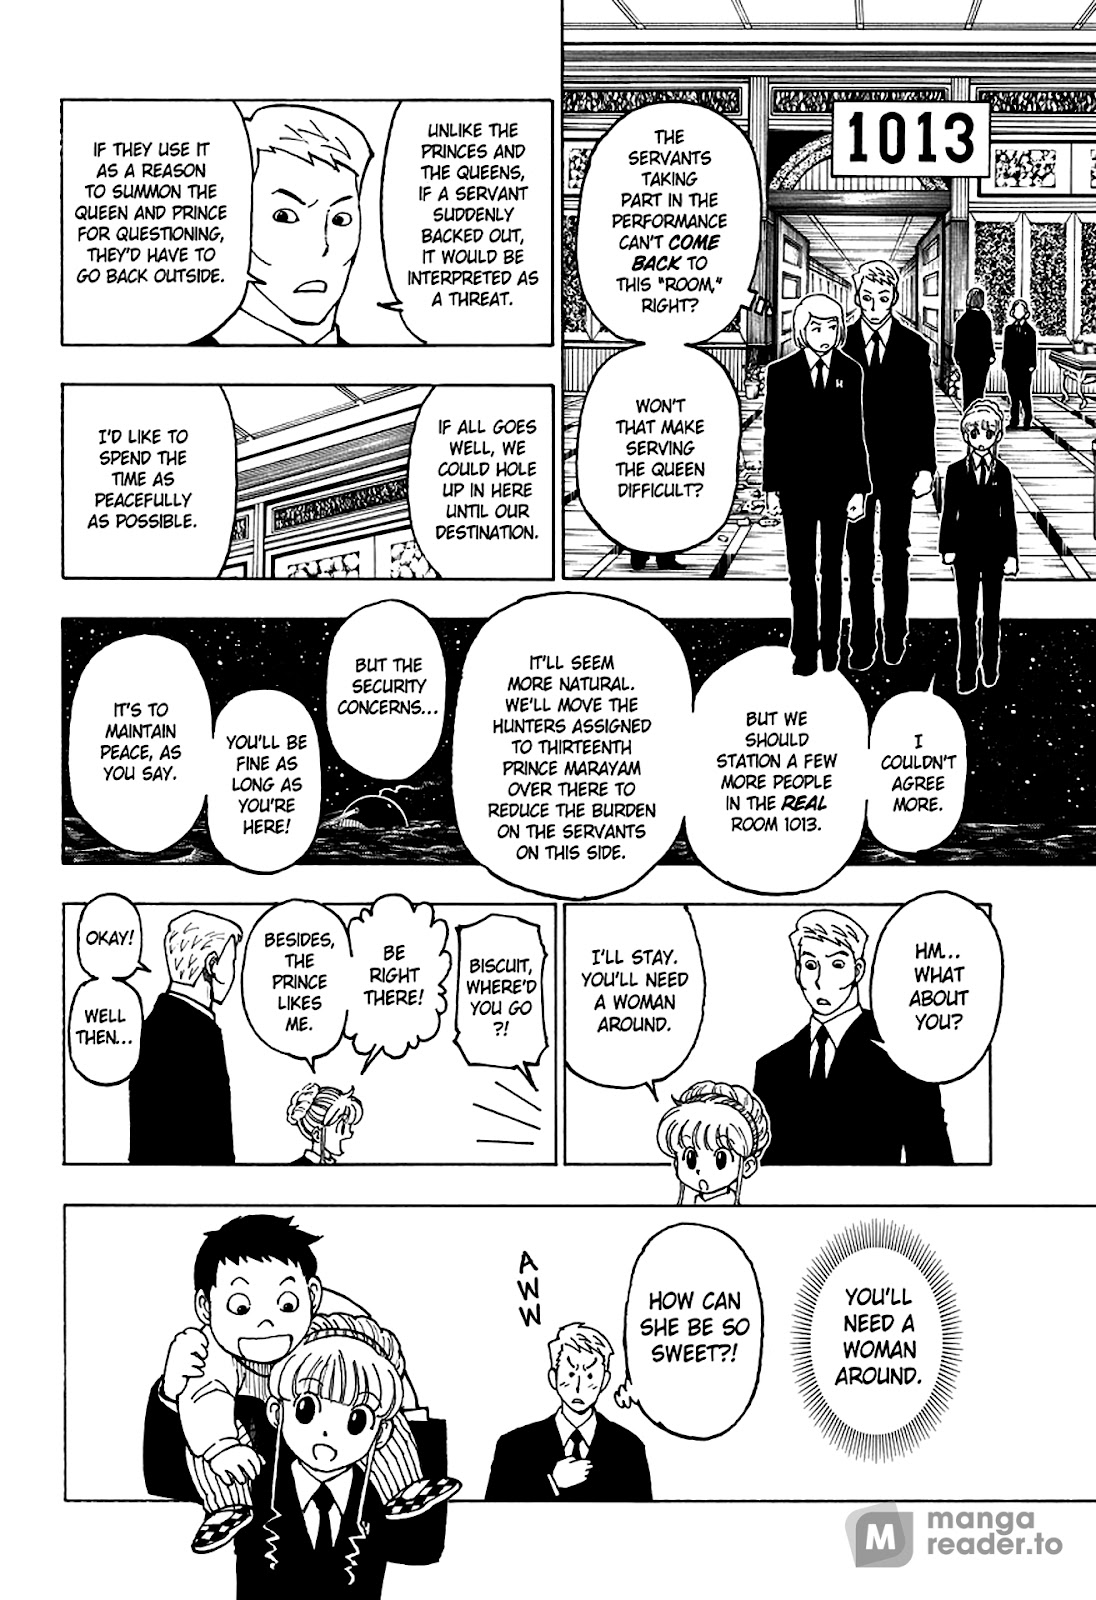 1013
THE
SERVANTS
TAKING
PART IN THE
PERFORMANCE
CAN'T COME
BACK TO
THIS "ROOM,"
RIGHT?
WON'T
THAT MAKE
SERVING
THE QUEEN
DIFFICULT?
UNLIKE THE
PRINCES AND
THE QUEENS,
IF A SERVANT
SUDDENLY
BACKED OUT,
IT WOULD BE
INTERPRETED AS
A THREAT.
IF THEY USE IT
AS A REASON
TO SUMMON THE
QUEEN AND PRINCE
FOR QUESTIONING,
THEY'D HAVE TO
GO BACK OUTSIDE.
IF ALL GOES
WELL, WE
COULD HOLE
UP IN HERE
UNTIL OUR
DESTINATION.
I'D LIKE TO
SPEND THE
TIME AS
PEACEFULLY
AS POSSIBLE.
I
COULDN'T
AGREE
MORE.
BUT WE
SHOULD
STATION A FEW
MORE PEOPLE
IN THE REAL
ROOM 1013.
IT'LL SEEM
MORE NATURAL.
WE'LL MOVE THE
HUNTERS ASSIGNED
TO THIRTEENTH
PRINCE MARAYAM
OVER THERE TO
REDUCE THE BURDEN
ON THE SERVANTS
ON THIS SIDE.
BUT THE
SECURITY
CONCERNS...
YOU'LL BE
FINE AS
LONG AS
YOU'RE
HERE!
IT'S TO
MAINTAIN
PEACE, AS
YOU SAY.
HM...
WHAT
ABOUT
YOU?
I'LL STAY.
YOU'LL NEED
A WOMAN
AROUND.
BISCUIT,
WHERE'D
YOU GO
?!
BE
RIGHT
THERE!
BESIDES,
THE
PRINCE
LIKES
ME.
OKAY!
WELL
THEN...
YOU'LL
NEED A
WOMAN
AROUND.
HOW CAN
SHE BE SO
SWEET?!
AWW
M manga
reader.to